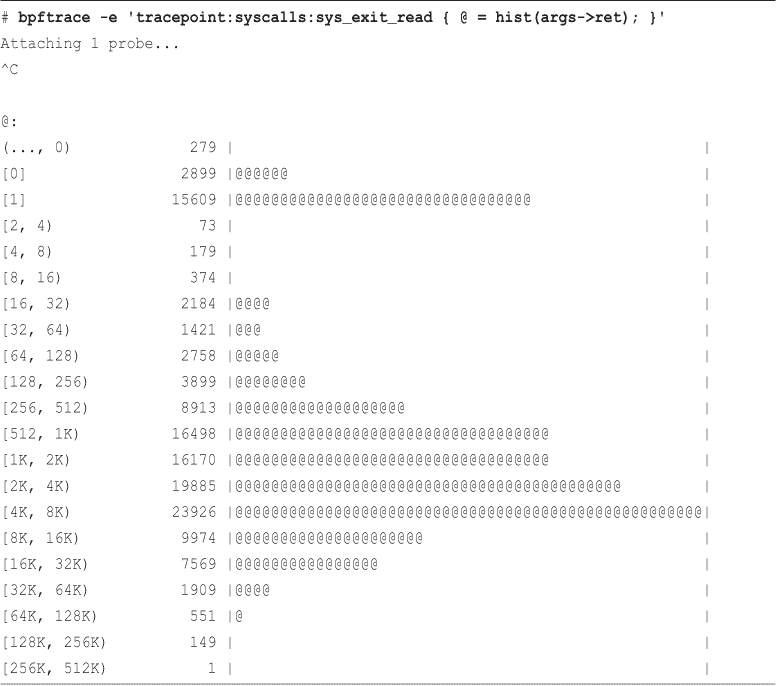 # bpftrace -e 'tracepoint:syscalls:sys_exit_read { @ = hist(args->ret); }'
Attaching 1 probe...
^C
@:
(..., 0)             279 |                                                    |
[0]                 2899 |@@@@@@                                              |
[1]                15609 |@@@@@@@@@@@@@@@@@@@@@@@@@@@@@@@@@                   |
[2, 4)                73 |                                                    |
[4, 8)               179 |                                                    |
[8, 16)              374 |                                                    |
[16, 32)            2184 |@@@@                                                |
[32, 64)            1421 |@@@                                                 |
[64, 128)           2758 |@@@@@                                               |
[128, 256)          3899 |@@@@@@@@                                            |
[256, 512)          8913 |@@@@@@@@@@@@@@@@@@@                                 |
[512, 1K)          16498 |@@@@@@@@@@@@@@@@@@@@@@@@@@@@@@@@@@@                 |
[1K, 2K)           16170 |@@@@@@@@@@@@@@@@@@@@@@@@@@@@@@@@@@@                 |
[2K, 4K)           19885 |@@@@@@@@@@@@@@@@@@@@@@@@@@@@@@@@@@@@@@@@@@@         |
[4K, 8K)           23926 |@@@@@@@@@@@@@@@@@@@@@@@@@@@@@@@@@@@@@@@@@@@@@@@@@@@@|
[8K, 16K)           9974 |@@@@@@@@@@@@@@@@@@@@@                               |
[16K, 32K)          7569 |@@@@@@@@@@@@@@@@                                    |
[32K, 64K)          1909 |@@@@                                                |
[64K, 128K)          551 |@                                                   |
[128K, 256K)         149 |                                                    |
[256K, 512K)           1 |                                                    |